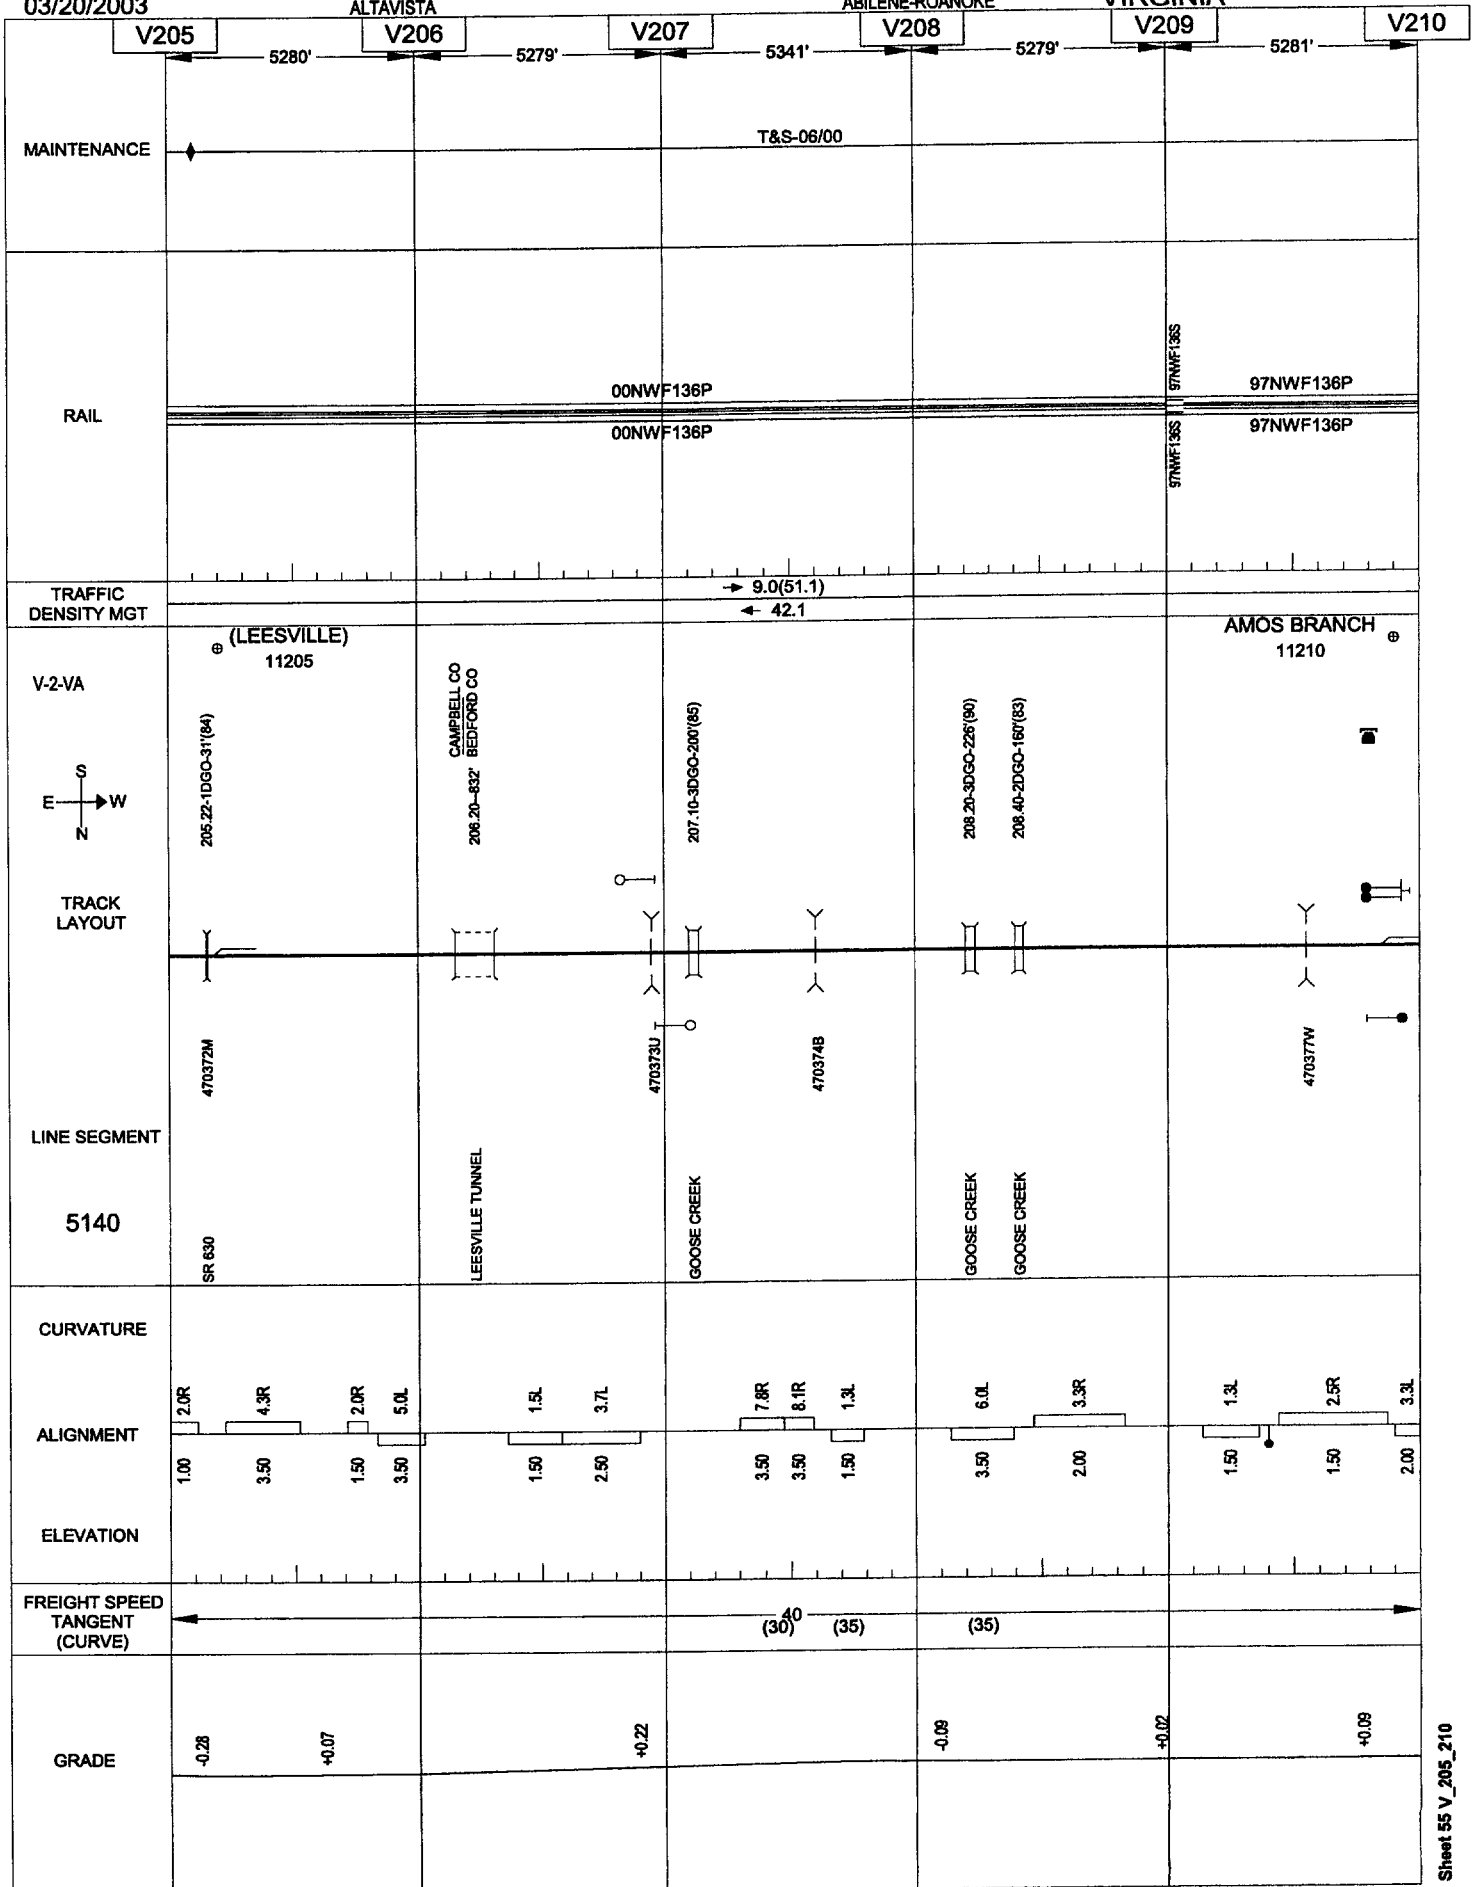 03/20/2003
ALTAVISTA
ABILENE-ROANOKE
VIRGINIA
V205
V206
V207
V208
V209
V210
5280'
5279'
5341'
5279'
5281'
MAINTENANCE
T&S-06/00
RAIL
00NWF136P
97NWF136S
97NWF136P
00NWF136P
97NWF136S
97NWF136P
TRAFFIC
DENSITY MGT
9.0(51.1)
42.1
(LEESVILLE)
11205
AMOS BRANCH
11210
V-2-VA
S
E
W
N
205.22-1DGO-31'(84)
CAMPBELL CO
206.20--832' BEDFORD CO
207.10-3DGO-200'(85)
208.20-3DGO-226'(90)
208.40-2DGO-160'(83)
TRACK
LAYOUT
470372M
470373U
470374B
470377W
LINE SEGMENT
5140
SR 630
LEESVILLE TUNNEL
GOOSE CREEK
GOOSE CREEK
GOOSE CREEK
CURVATURE
2.0R
4.3R
2.0R
5.0L
1.5L
3.7L
7.8R
8.1R
1.3L
6.0L
3.3R
1.3L
2.5R
3.3L
ALIGNMENT
1.00
3.50
1.50
3.50
1.50
2.50
3.50
3.50
1.50
3.50
2.00
1.50
1.50
2.00
ELEVATION
FREIGHT SPEED
TANGENT
(CURVE)
40
(30)
(35)
(35)
GRADE
-0.28
+0.07
+0.22
-0.09
+0.02
+0.09
Sheet 55 V_205_210